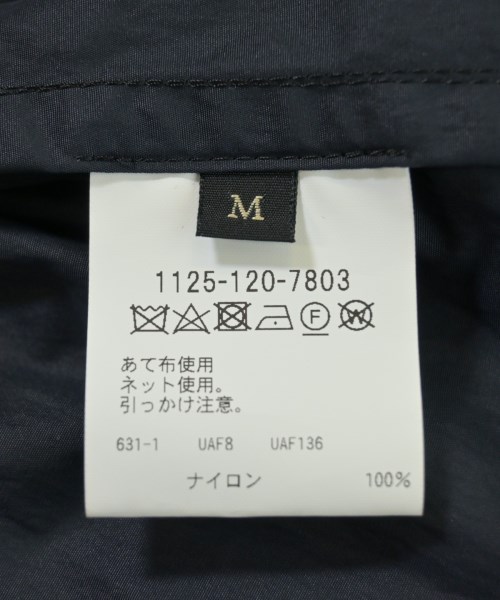 M
1125-120-7803
F W
あて布使用
ネット使用。
引っかけ注意。
631-1 UAF8 UAF136
ナイロン 100%